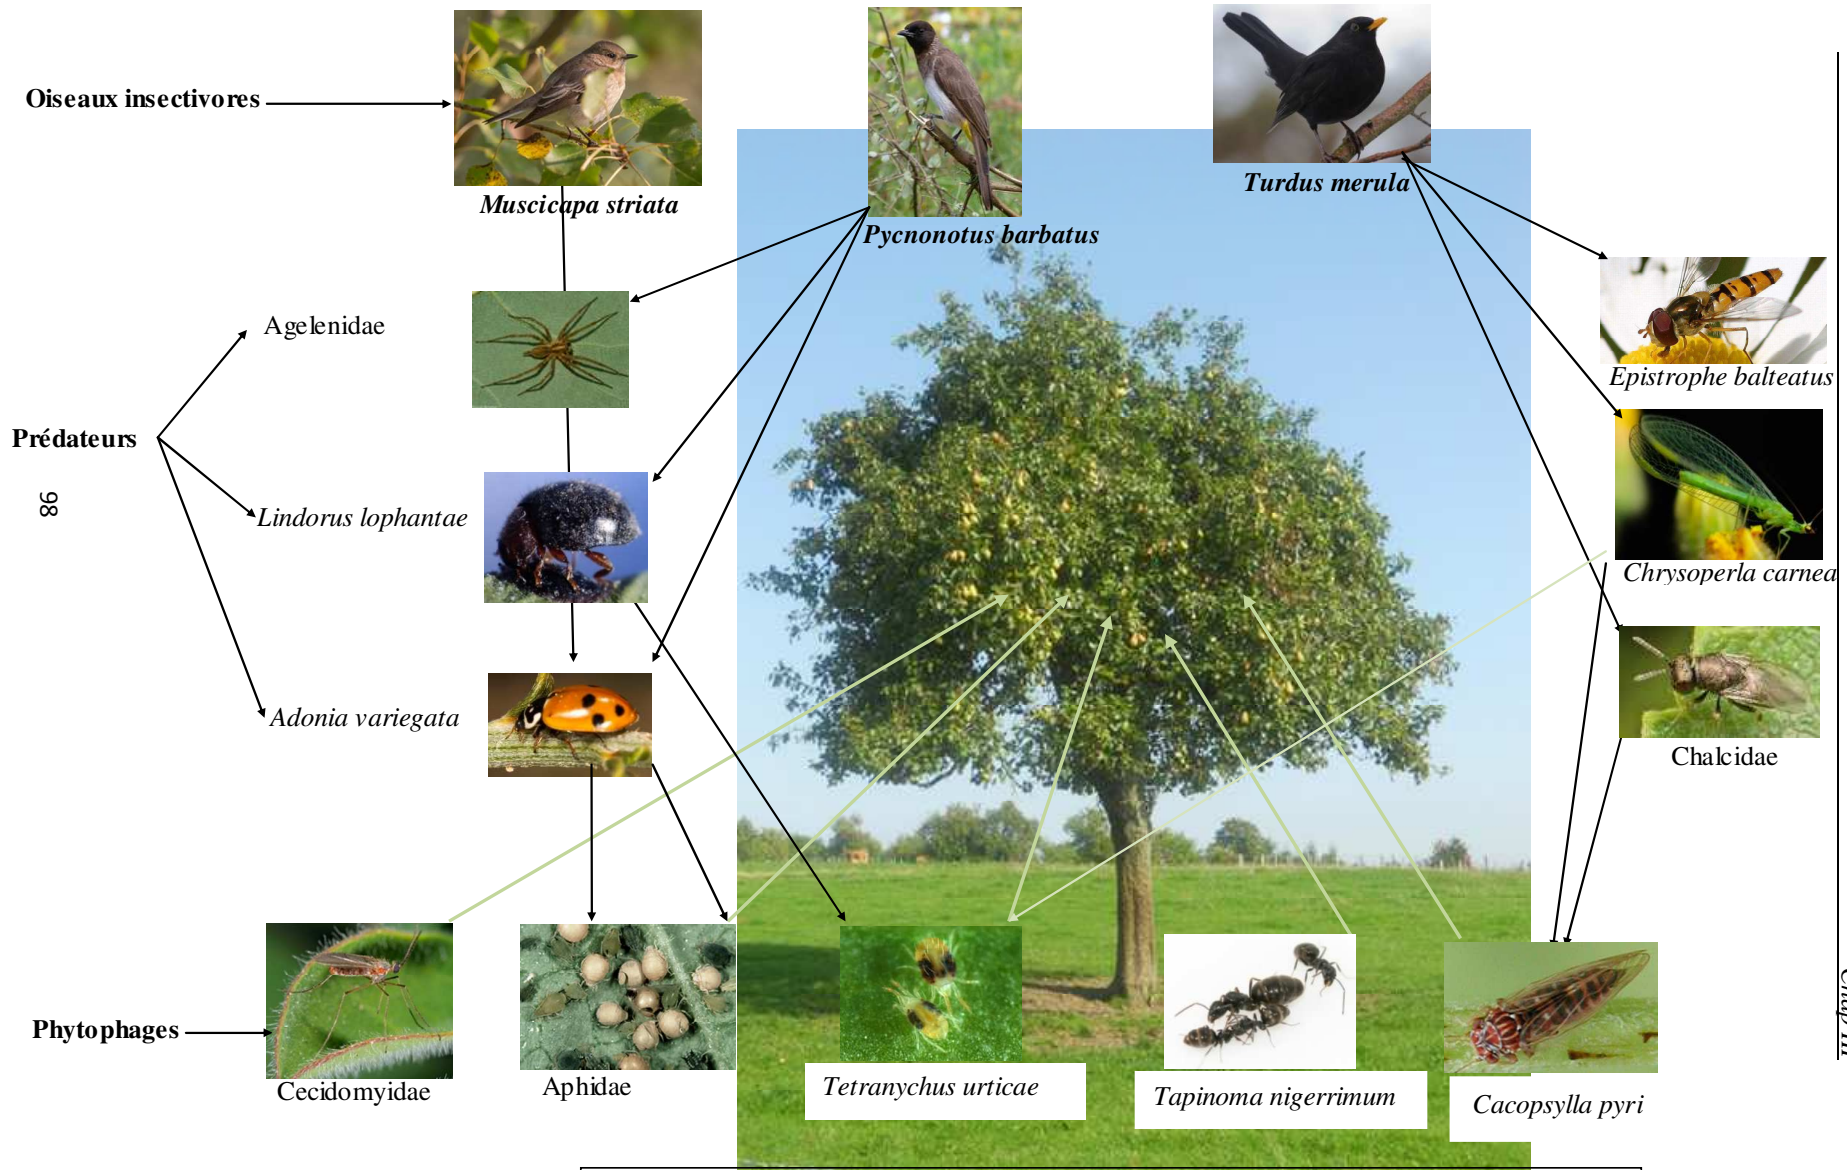 Oiseaux insectivores
Muscicapa striata
Pycnonotus barbatus
Turdus merula
Agelenidae
Epistrophe balteatus
Prédateurs
98
Lindorus lophantae
Chrysoperla carnea
Adonia variegata
Chalcidae
Phytophages
Cecidomyidae
Aphidae
Tetranychus urticae
Tapinoma nigerrimum
Cacopsylla pyri